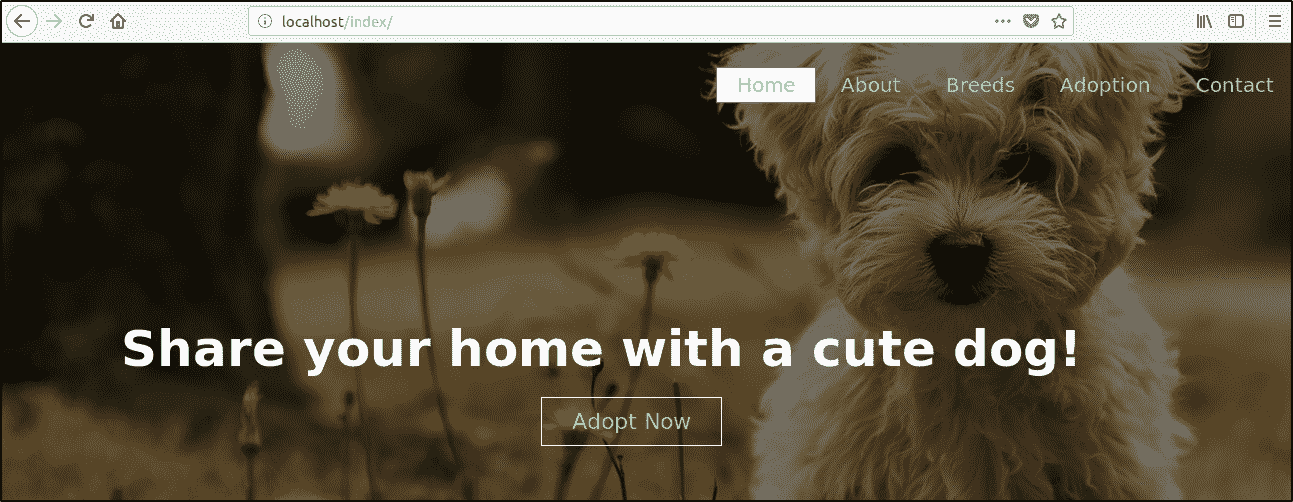 localhost/index/
Home About Breeds Adoption Contact
Share your home with a cute dog!
Adopt Now